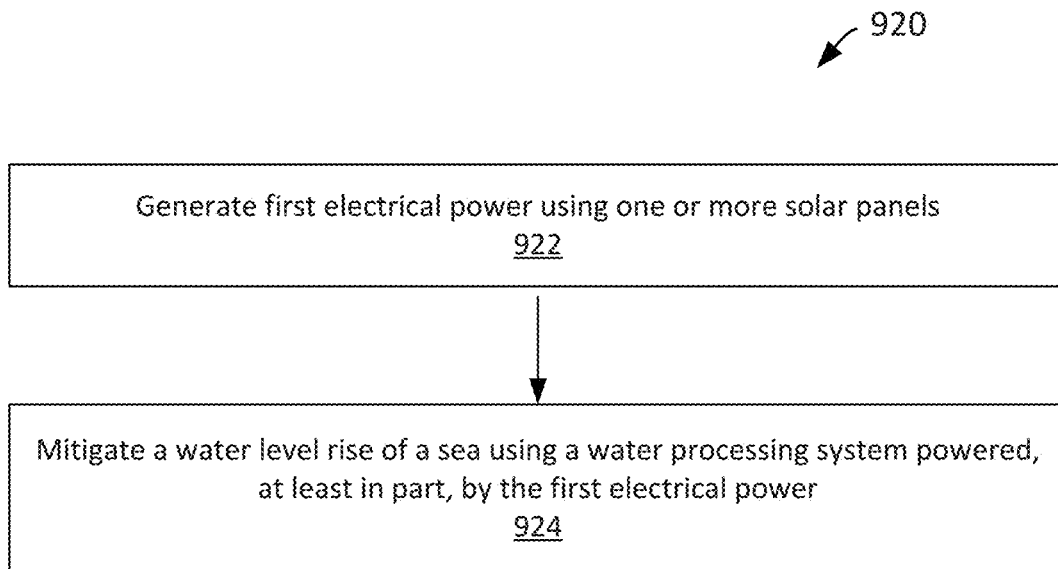 920
Generate first electrical power using one or more solar panels
922
Mitigate a water level rise of a sea using a water processing system powered,
at least in part, by the first electrical power
924